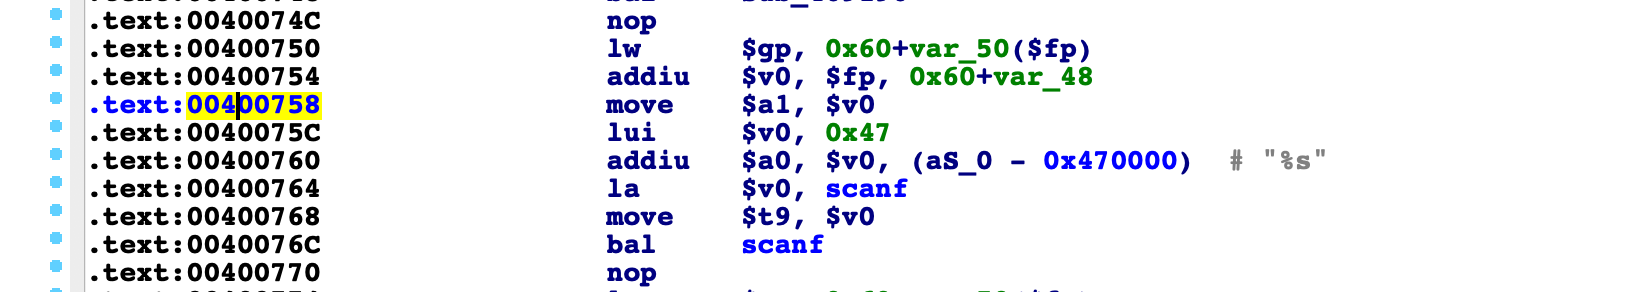 .text:0040074C nop
.text:00400750 lw $gp, 0x60+var_50($fp)
.text:00400754 addiu $v0, $fp, 0x60+var_48
.text:00400758 move $a1, $v0
.text:0040075C lui $v0, 0x47
.text:00400760 addiu $a0, $v0, (aS_0 - 0x470000) # "%s"
.text:00400764 la $v0, scanf
.text:00400768 move $t9, $v0
.text:0040076C bal scanf
.text:00400770 nop